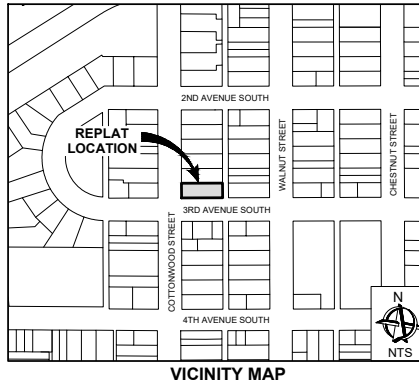 2ND AVENUE SOUTH
REPLAT
LOCATION
WALNUT STREET
CHESTNUT STREET
3RD AVENUE SOUTH
COTTONWOOD STREET
4TH AVENUE SOUTH
N
NTS
VICINITY MAP